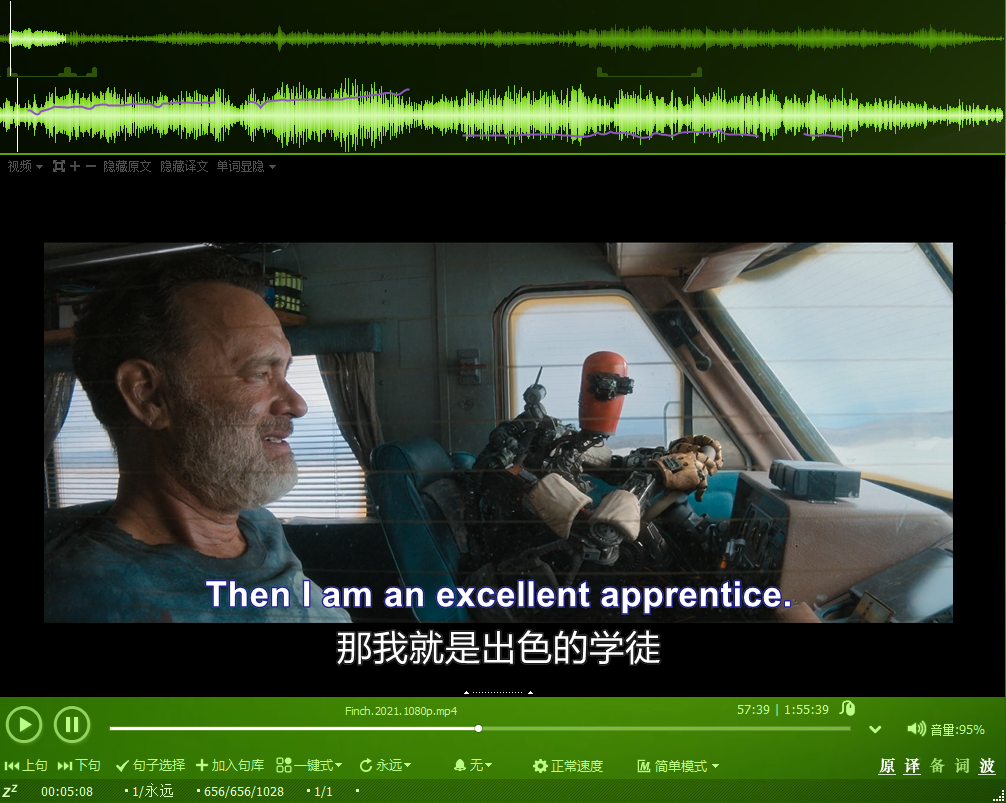 视频 隐藏原文 隐藏译文 单词显隐
Then I am an excellent apprentice.
那我就是出色的学徒
Finch.2021.1080p.mp4
57:39 | 1:55:39
音量:95%
上句 下句 句子选择 加入句库 一键式 永远 无 正常速度 简单模式 原 译 备 词 波
zZ 00:05:08 1/永远 656/656/1028 1/1